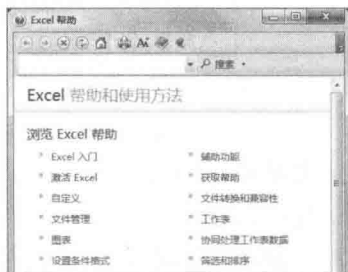 Excel 帮助
搜索
Excel 帮助和使用方法
浏览 Excel 帮助
Excel 入门
辅助功能
激活 Excel
获取帮助
自定义
文件转换和兼容性
文件管理
工作表
图表
协同处理工作表数据
设置条件格式
筛选和排序